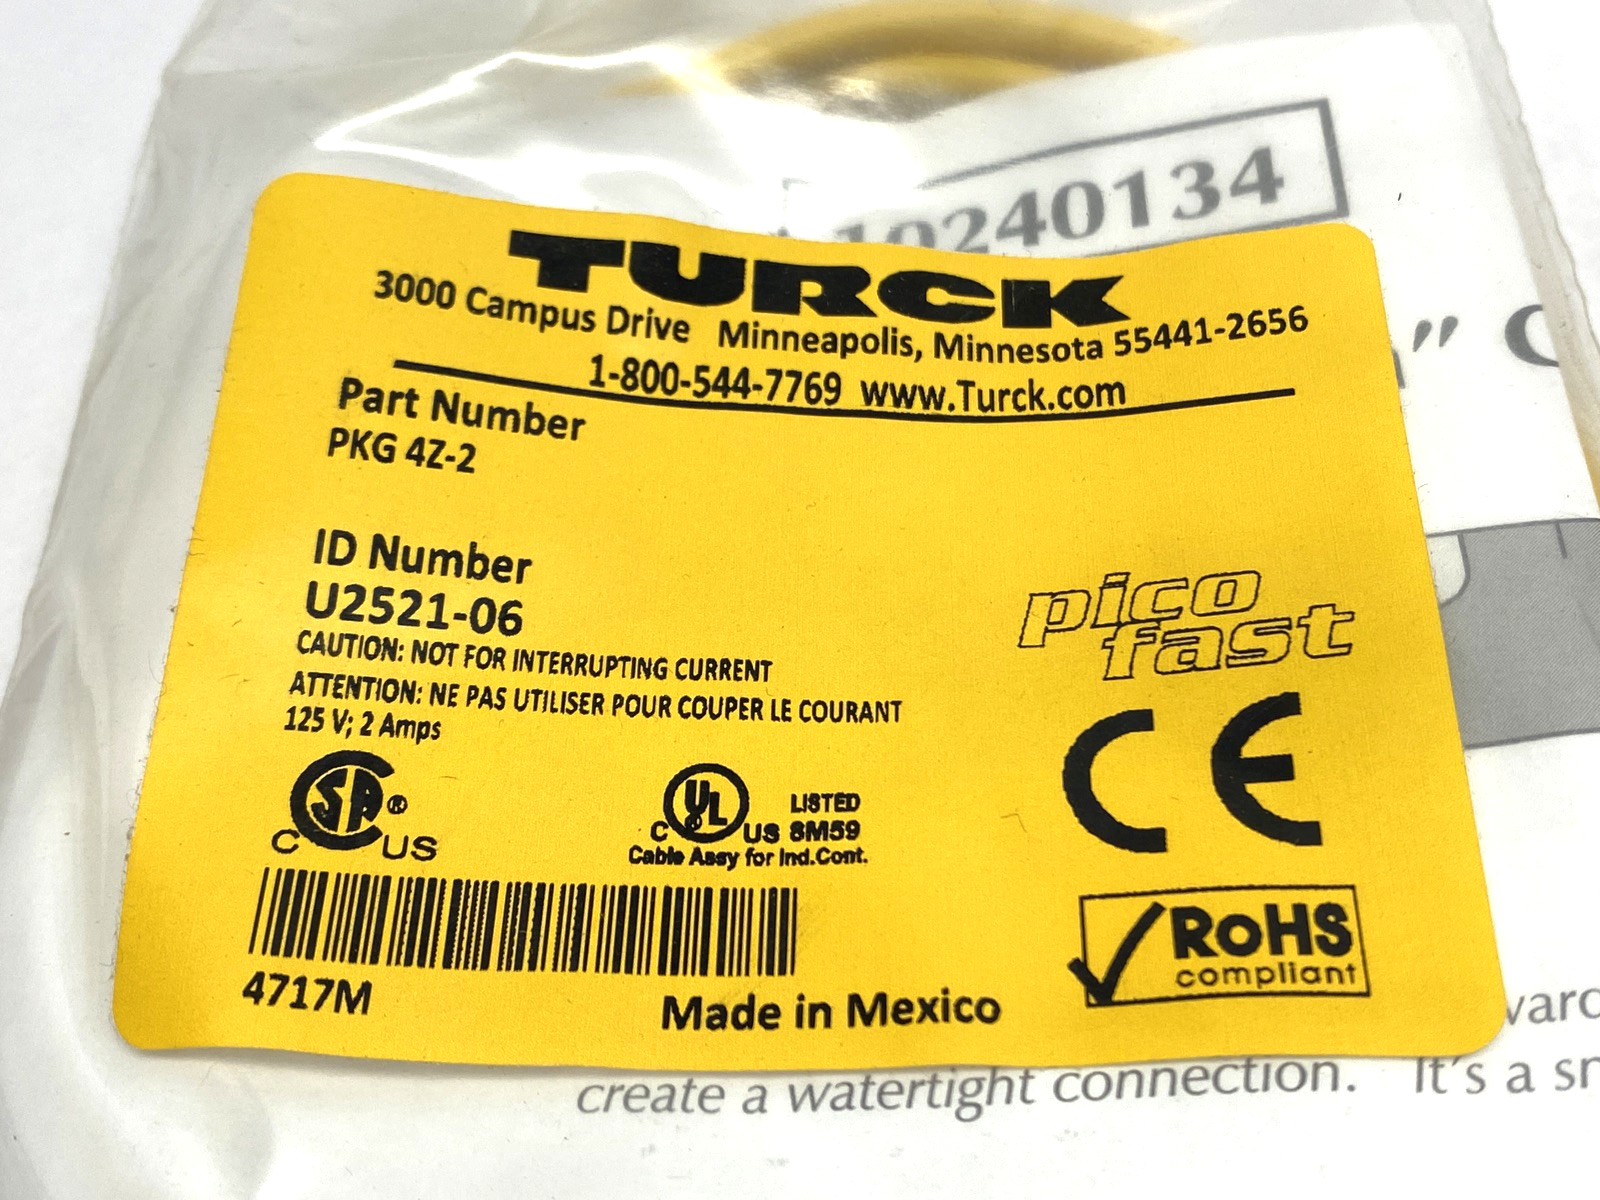 10240134
TURCK
3000 Campus Drive Minneapolis, Minnesota 55441-2656
1-800-544-7769 www.Turck.com
Part Number
PKG 4Z-2
ID Number
U2521-06
CAUTION: NOT FOR INTERRUPTING CURRENT
ATTENTION: NE PAS UTILISER POUR COUPER LE COURANT
125 V; 2 Amps
pico
fast
CSA ®
C US
UL LISTED
C US 8M59
Cable Assy for Ind.Cont.
CE
RoHS
compliant
4717M
Made in Mexico
create a watertight connection. It's a